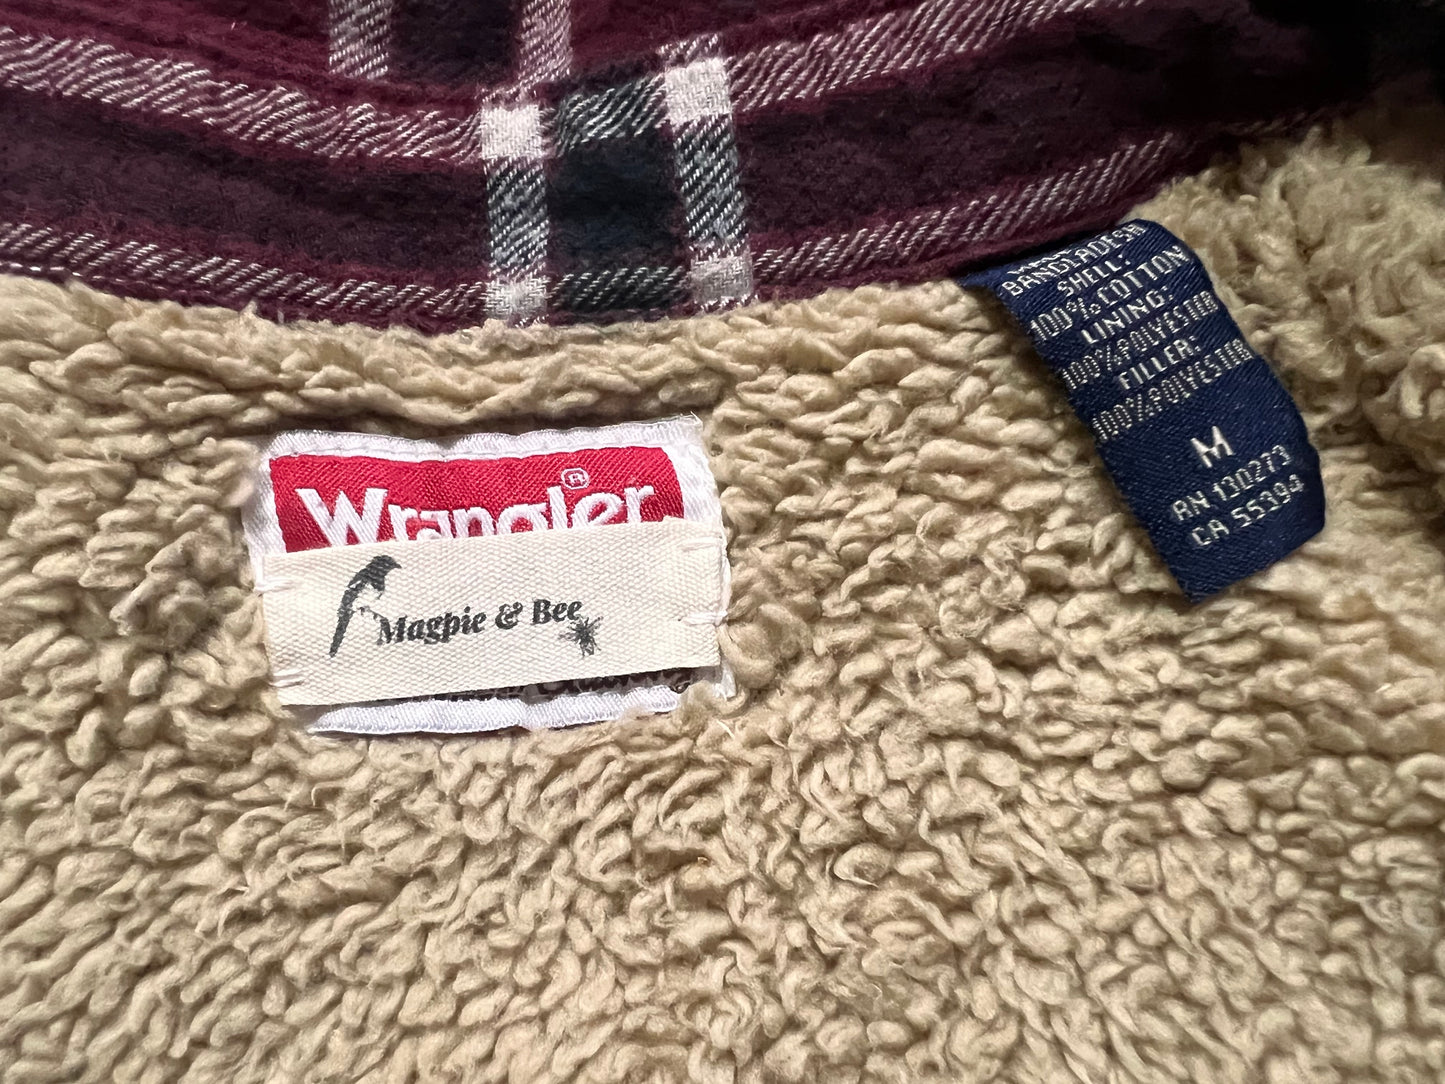 Wrangler
®
Magpie & Bee
BANGLADESH
SHELL:
100% COTTON
LINING:
100%POLYESTER
FILLER:
100%POLYESTER
M
RN 130273
CA 55394